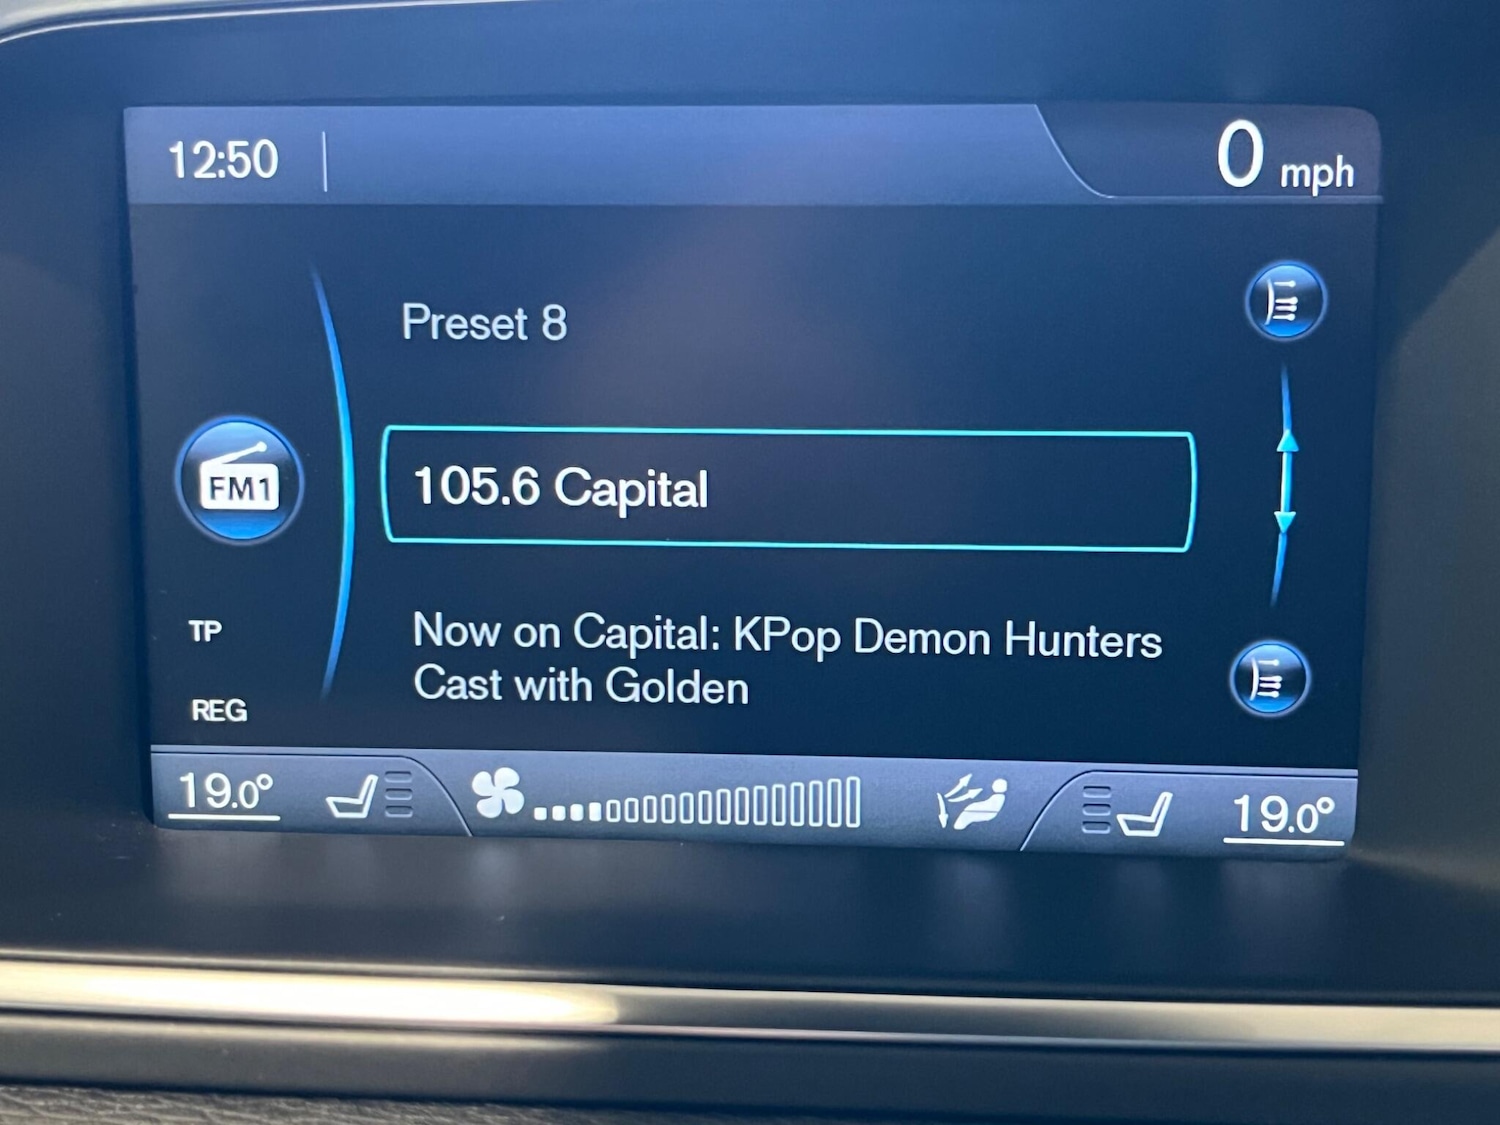 12:50
0 mph
Preset 8
FM1
105.6 Capital
TP
Now on Capital: KPop Demon Hunters
Cast with Golden
REG
19.0°
19.0°